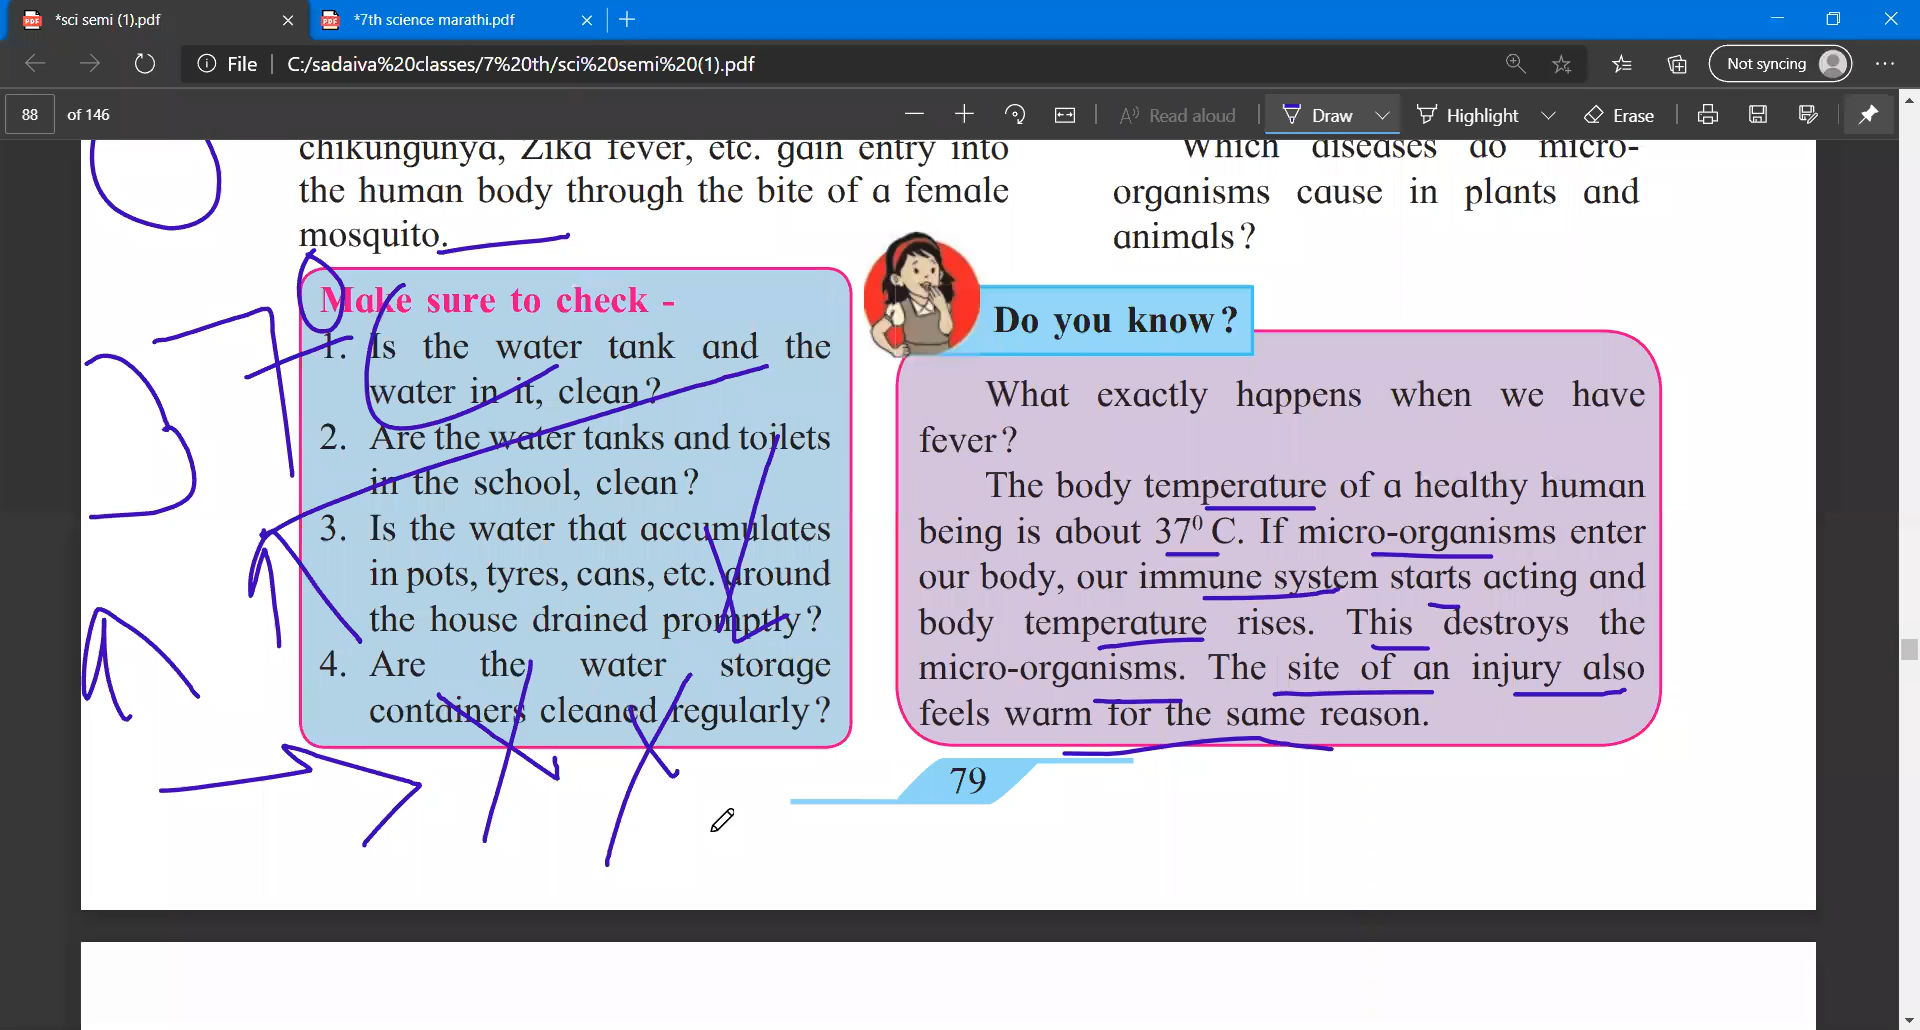 *sci semi (1).pdf
*7th science marathi.pdf
File
C:/sadaiva%20classes/7%20th/sci%20semi%20(1).pdf
Not syncing
88 of 146
Read aloud
Draw
Highlight
Erase
chikungunya, Zika fever, etc. gain entry into
the human body through the bite of a female
mosquito.
Make sure to check -
1. Is the water tank and the
water in it, clean?
2. Are the water tanks and toilets
in the school, clean?
3. Is the water that accumulates
in pots, tyres, cans, etc. around
the house drained promptly?
4. Are the water storage
containers cleaned regularly?
Which diseases do micro-
organisms cause in plants and
animals?
Do you know?
What exactly happens when we have
fever?
The body temperature of a healthy human
being is about 37⁰ C. If micro-organisms enter
our body, our immune system starts acting and
body temperature rises. This destroys the
micro-organisms. The site of an injury also
feels warm for the same reason.
79